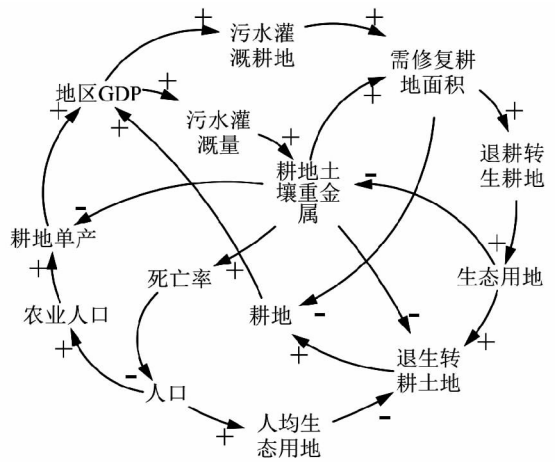 污水灌
溉耕地
需修复耕
地面积
地区GDP
污水灌
溉量
耕地土
壤重金
属
退耕转
生耕地
耕地单产
死亡率
生态用地
农业人口
耕地
退生转
耕土地
人口
人均生
态用地
+
+
+
+
+
+
+
+
+
-
-
+
+
+
-
-
+
+
+
-
+
-